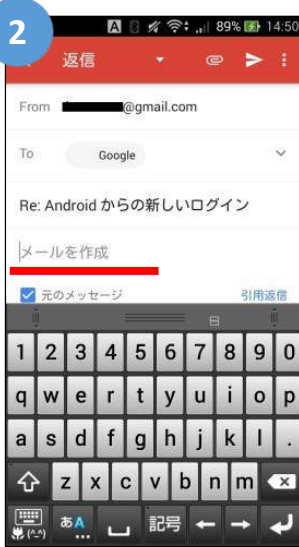 2
A 89% 14:50
返信
From @gmail.com
To Google
Re: Android からの新しいログイン
メールを作成
元のメッセージ 引用返信
1 2 3 4 5 6 7 8 9 0
q w e r t y u i o p
a s d f g h j k l .
z x c v b n m
(^-^) あA... 記号